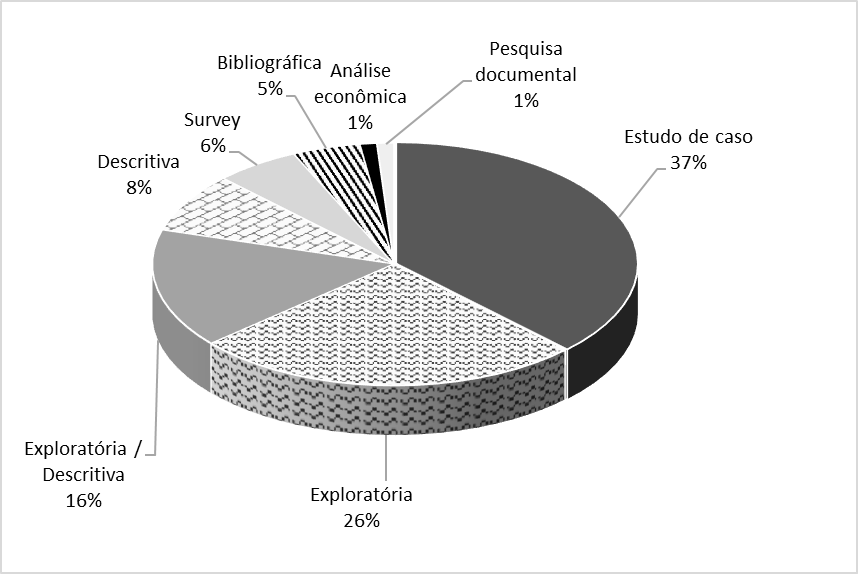 Pesquisa
documental
1%
Análise
econômica
1%
Bibliográfica
5%
Survey
6%
Descritiva
8%
Estudo de caso
37%
Exploratória /
Descritiva
16%
Exploratória
26%